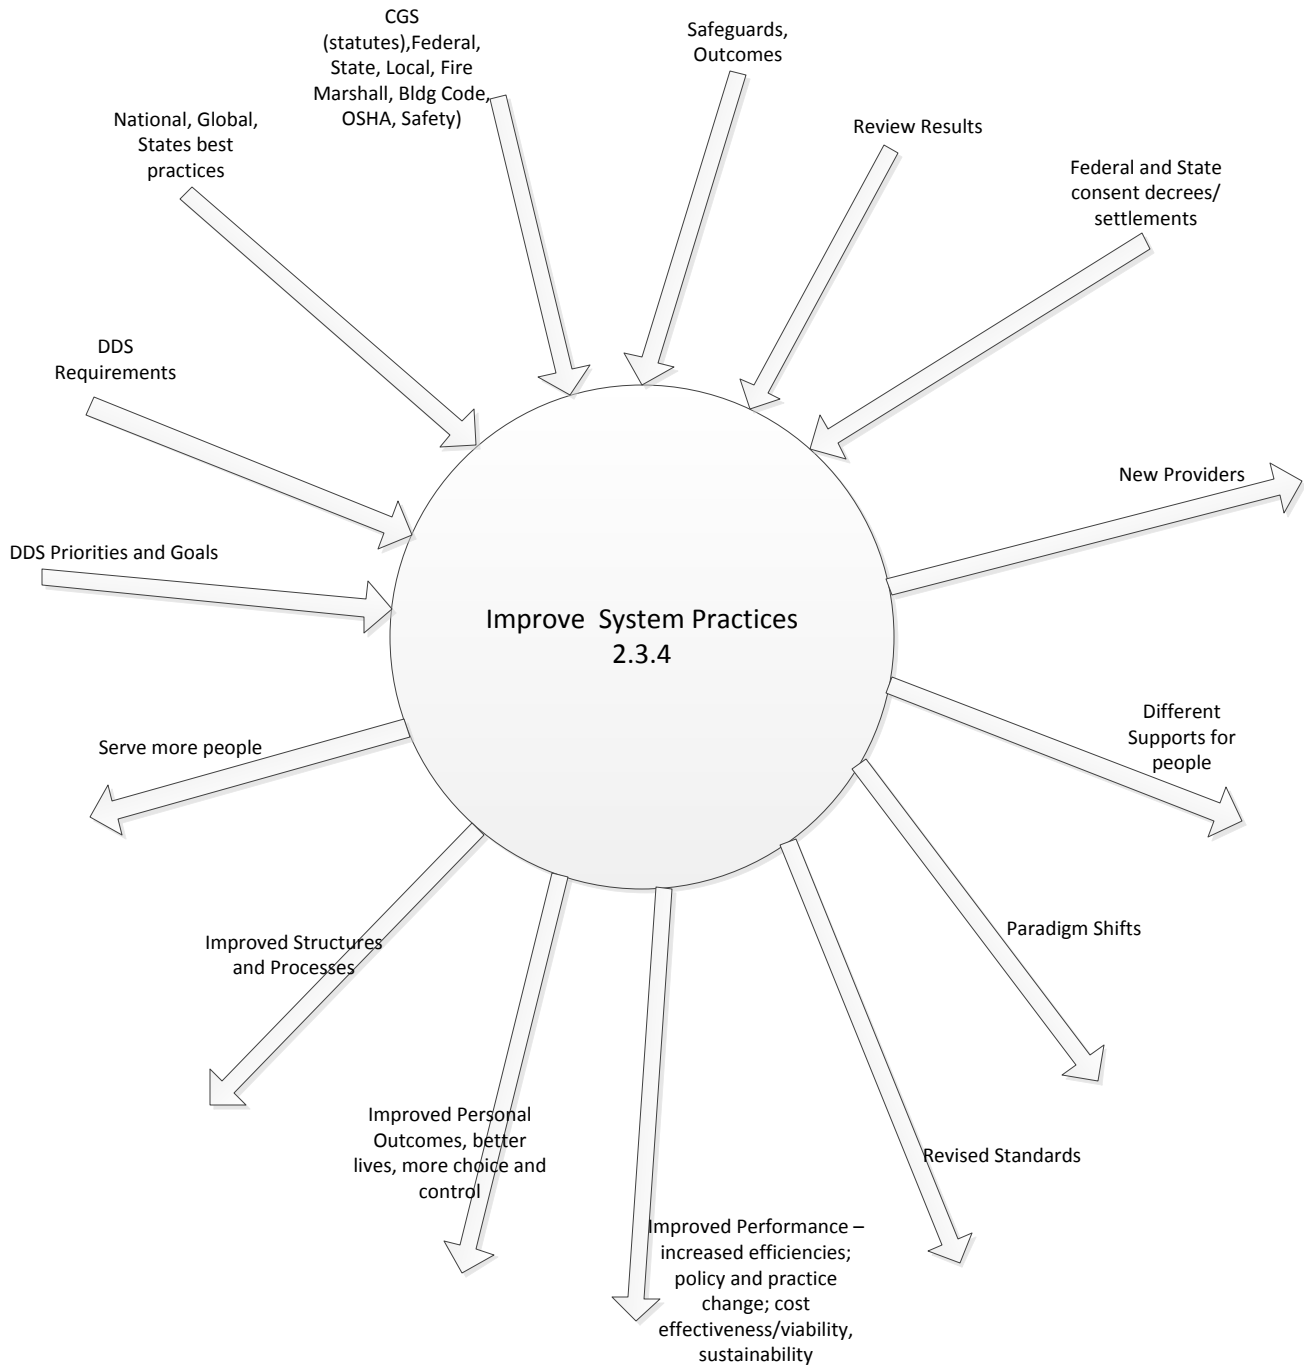 CGS
(statutes),Federal,
State, Local, Fire
Marshall, Bldg Code,
OSHA, Safety)
Safeguards,
Outcomes
National, Global,
States best
practices
Review Results
Federal and State
consent decrees/
settlements
DDS
Requirements
New Providers
DDS Priorities and Goals
Improve  System Practices
2.3.4
Different
Supports for
people
Serve more people
Improved Structures
and Processes
Paradigm Shifts
Improved Personal
Outcomes, better
lives, more choice and
control
Revised Standards
Improved Performance –
increased efficiencies;
policy and practice
change; cost
effectiveness/viability,
sustainability